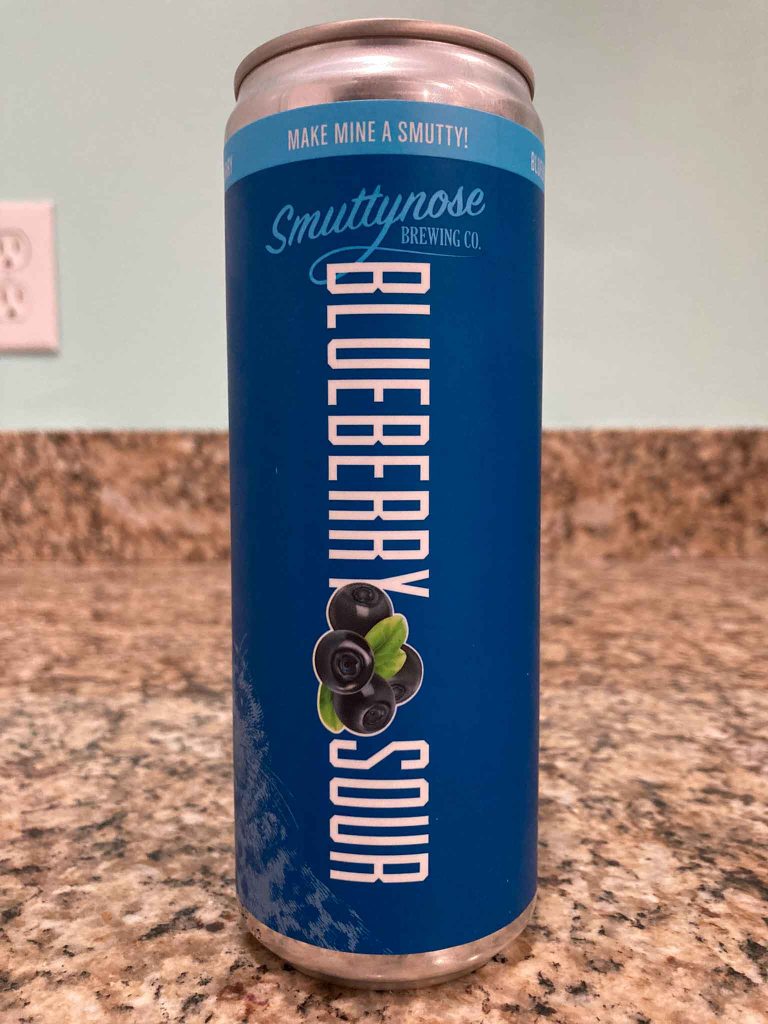 MAKE MINE A SMUTTY!
Smuttynose
BREWING CO.
BLUEBERRY SOUR